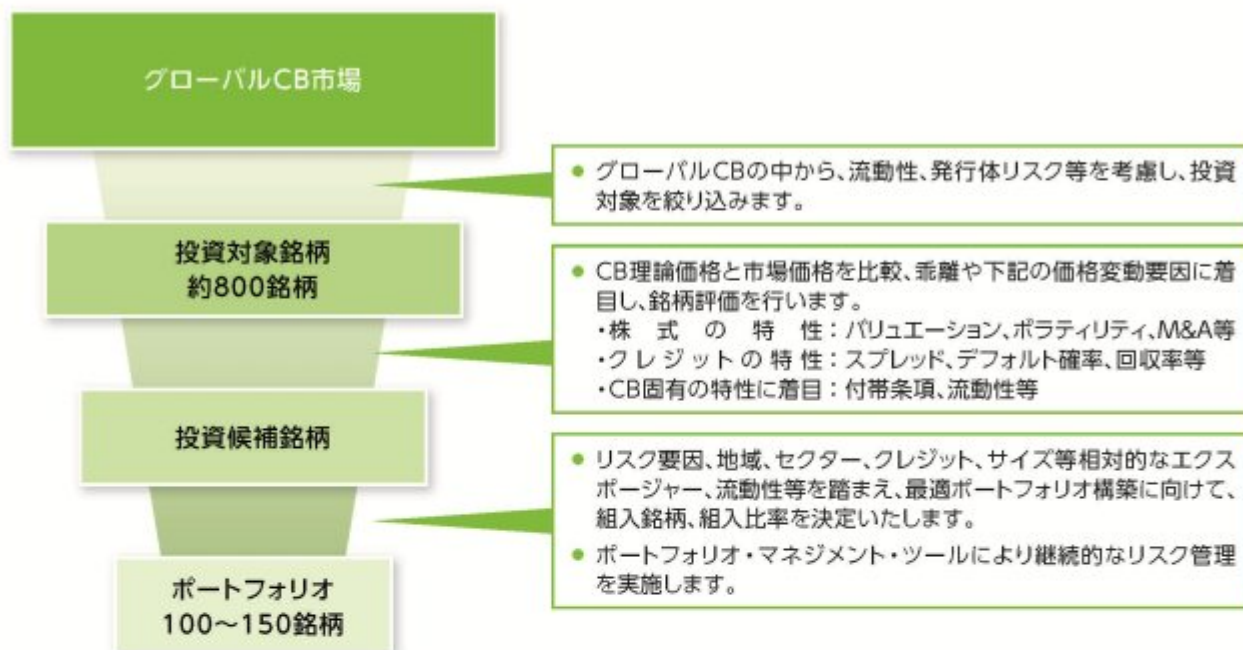 グローバルCB市場
● グローバルCBの中から、流動性、発行体リスク等を考慮し、投資
対象を絞り込みます。
投資対象銘柄
約800銘柄
● CB理論価格と市場価格を比較、乖離や下記の価格変動要因に着
目し、銘柄評価を行います。
・株式の特性：バリュエーション、ボラティリティ、M&A等
・クレジットの特性：スプレッド、デフォルト確率、回収率等
・CB固有の特性に着目：付帯条項、流動性等
投資候補銘柄
● リスク要因、地域、セクター、クレジット、サイズ等相対的なエクス
ポージャー、流動性等を踏まえ、最適ポートフォリオ構築に向けて、
組入銘柄、組入比率を決定いたします。
● ポートフォリオ・マネジメント・ツールにより継続的なリスク管理
を実施します。
ポートフォリオ
100～150銘柄